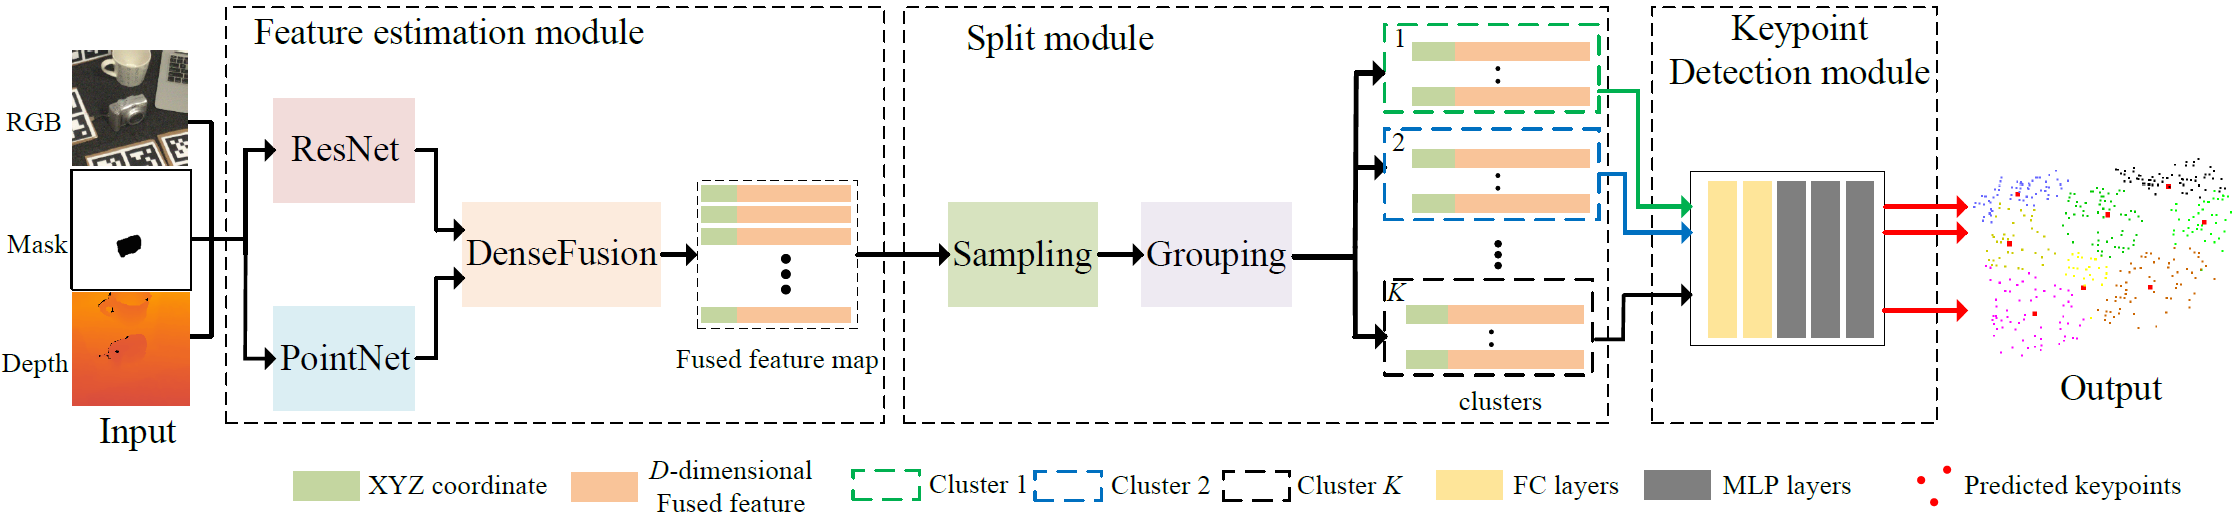 Feature estimation module
Split module
Keypoint
Detection module
RGB
Mask
Depth
Input
ResNet
PointNet
DenseFusion
Fused feature map
Sampling
Grouping
1
2
K
clusters
Output
XYZ coordinate
D-dimensional
Fused feature
Cluster 1
Cluster 2
Cluster K
FC layers
MLP layers
Predicted keypoints